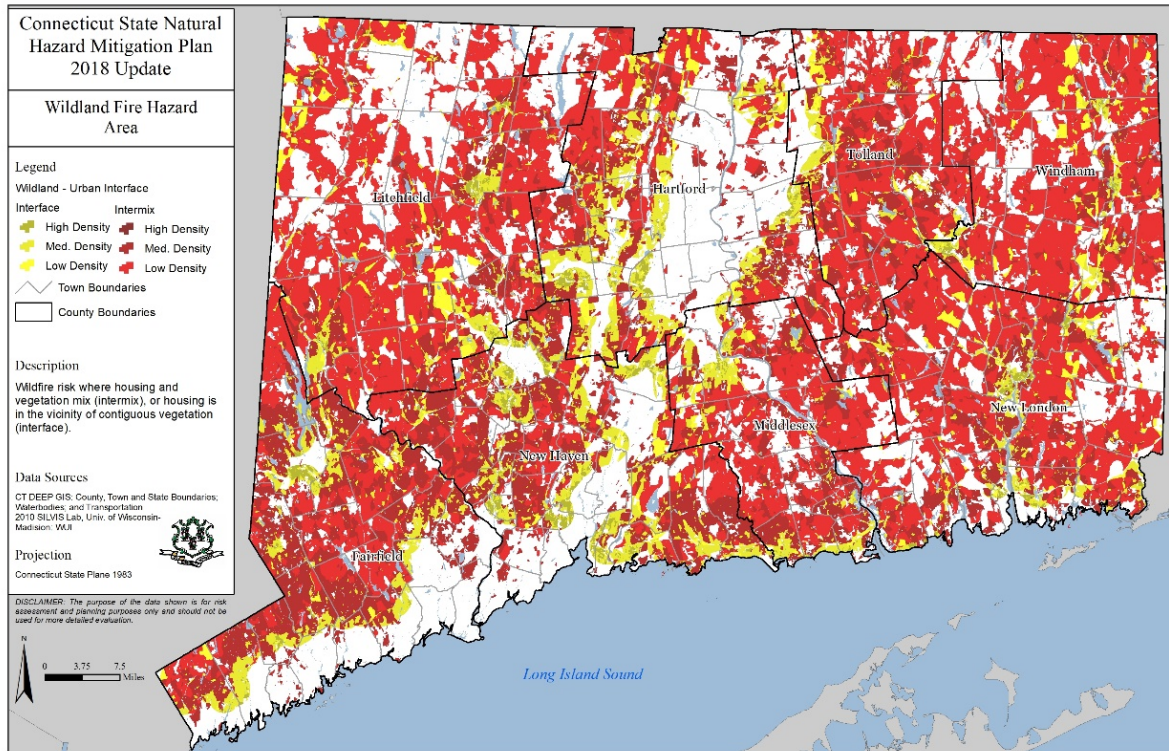 Connecticut State Natural
Hazard Mitigation Plan
2018 Update
Wildland Fire Hazard
Area
Legend
Wildland - Urban Interface
Interface Intermix
High Density High Density
Med. Density Med. Density
Low Density Low Density
Town Boundaries
County Boundaries
Description
Wildfire risk where housing and
vegetation mix (intermix), or housing is
in the vicinity of contiguous vegetation
(interface).
Data Sources
CT DEEP GIS: County, Town and State Boundaries;
Waterbodies; and Transportation
2010 SILVIS Lab, Univ. of Wisconsin-
Madision: WUI
Projection
Connecticut State Plane 1983
DISCLAIMER: The purpose of the data shown is for risk
assessment and planning purposes only and should not be
used for more detailed evaluation.
N
0 3.75 7.5
Miles
Litchfield
Hartford
Tolland
Windham
New Haven
Middlesex
New London
Fairfield
Long Island Sound